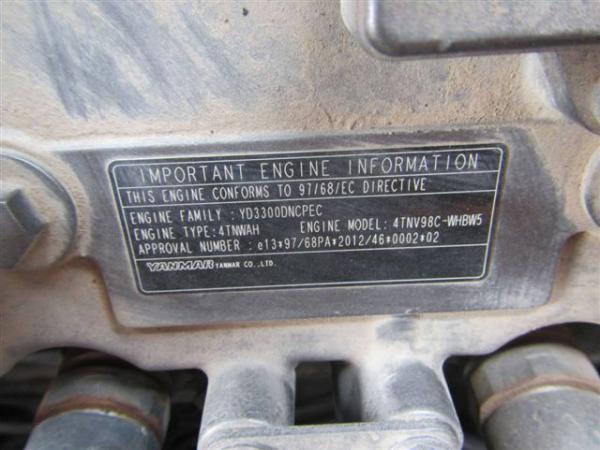 IMPORTANT ENGINE INFORMATION
THIS ENGINE CONFORMS TO 97/68/EC DIRECTIVE
ENGINE FAMILY : YD3300DNCPEC
ENGINE TYPE:4TNWAH ENGINE MODEL: 4TNV98C-WHBW5
APPROVAL NUMBER : e13*97/68PA*2012/46*0002*02
YANMAR YANMAR CO.,LTD.